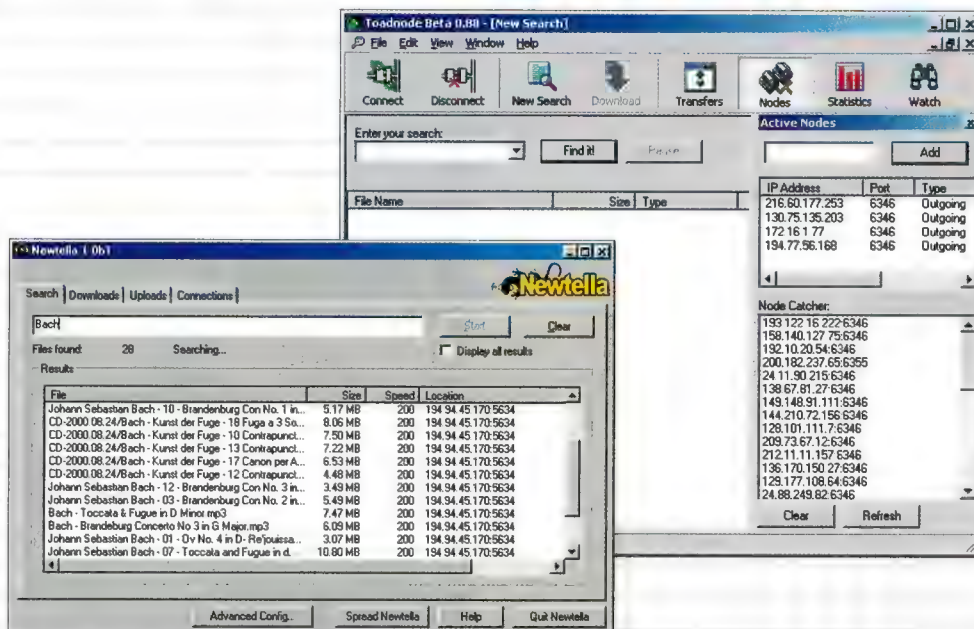 Toadnode Beta 0.80 - [New Search]
File Edit View Window Help
Connect Disconnect New Search Download Transfers Nodes Statistics Watch
Enter your search:
Find it!
Pause
File Name Size Type
Active Nodes
Add
IP Address Port Type
216.60.177.253 6346 Outgoing
130.75.135.203 6346 Outgoing
172.16.1.77 6346 Outgoing
194.77.56.168 6346 Outgoing
Node Catcher:
193.122.16.222:6346
158.140.127.75:6346
192.10.20.54:6346
200.182.237.65:6355
24.11.90.215:6346
138.67.81.27:6346
149.148.91.111:6346
144.210.72.156:6346
128.101.111.7:6346
209.73.67.12:6346
212.11.11.157:6346
136.170.150.27:6346
129.177.108.64:6346
24.88.249.82:6346
Clear Refresh
Newtella 1.0b1
Newtella
Search Downloads Uploads Connections
Bach
Start Clear
Files found: 28 Searching...
Display all results
Results
File Size Speed Location
Johann Sebastian Bach - 10 - Brandenburg Con No. 1 in... 5.17 MB 200 194.94.45.170:5634
CD-2000.08.24/Bach - Kunst der Fuge - 18 Fuga a 3 So... 8.06 MB 200 194.94.45.170:5634
CD-2000.08.24/Bach - Kunst der Fuge - 10 Contrapunct... 7.50 MB 200 194.94.45.170:5634
CD-2000.08.24/Bach - Kunst der Fuge - 13 Contrapunct... 7.22 MB 200 194.94.45.170:5634
CD-2000.08.24/Bach - Kunst der Fuge - 17 Canon per A... 6.53 MB 200 194.94.45.170:5634
CD-2000.08.24/Bach - Kunst der Fuge - 12 Contrapunct... 4.48 MB 200 194.94.45.170:5634
Johann Sebastian Bach - 12 - Brandenburg Con No. 3 in... 3.49 MB 200 194.94.45.170:5634
Johann Sebastian Bach - 03 - Brandenburg Con No. 2 in... 5.49 MB 200 194.94.45.170:5634
Bach - Toccata & Fugue in D Minor.mp3 7.47 MB 200 194.94.45.170:5634
Bach - Brandeburg Concerto No 3 in G Major.mp3 6.09 MB 200 194.94.45.170:5634
Johann Sebastian Bach - 01 - Ov No. 4 in D- Re'jouissa... 3.07 MB 200 194.94.45.170:5634
Johann Sebastian Bach - 07 - Toccata and Fugue in d. 10.80 MB 200 194.94.45.170:5634
Advanced Config.. Spread Newtella Help Quit Newtella